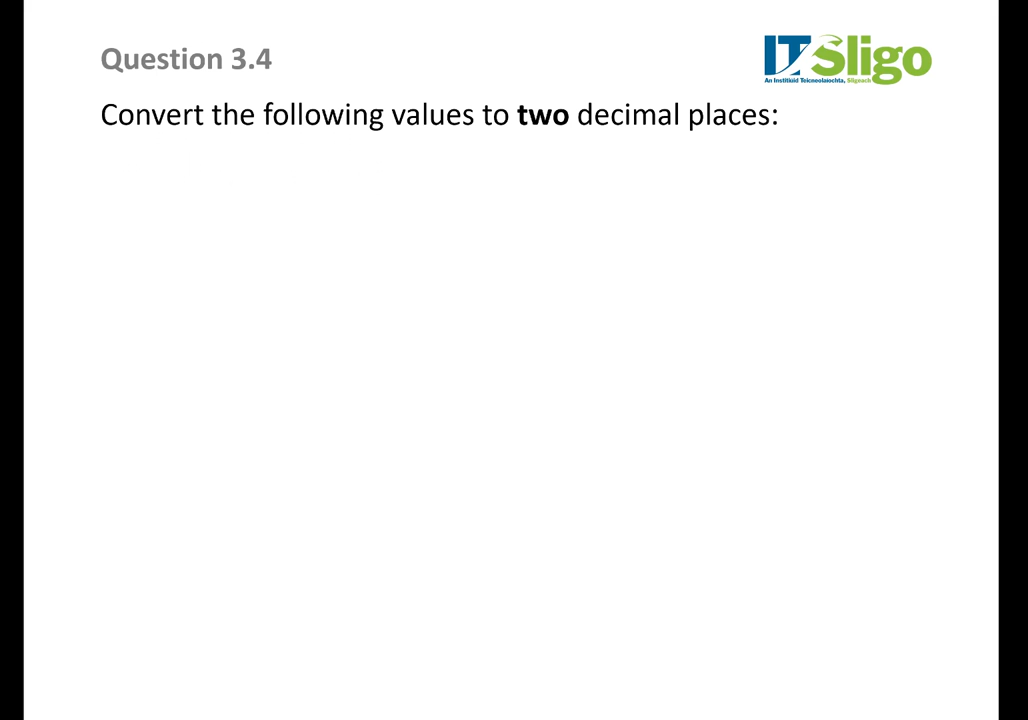 Question 3.4
ITSligo
An Institiúid Teicneolaíochta, Sligeach
Convert the following values to two decimal places: